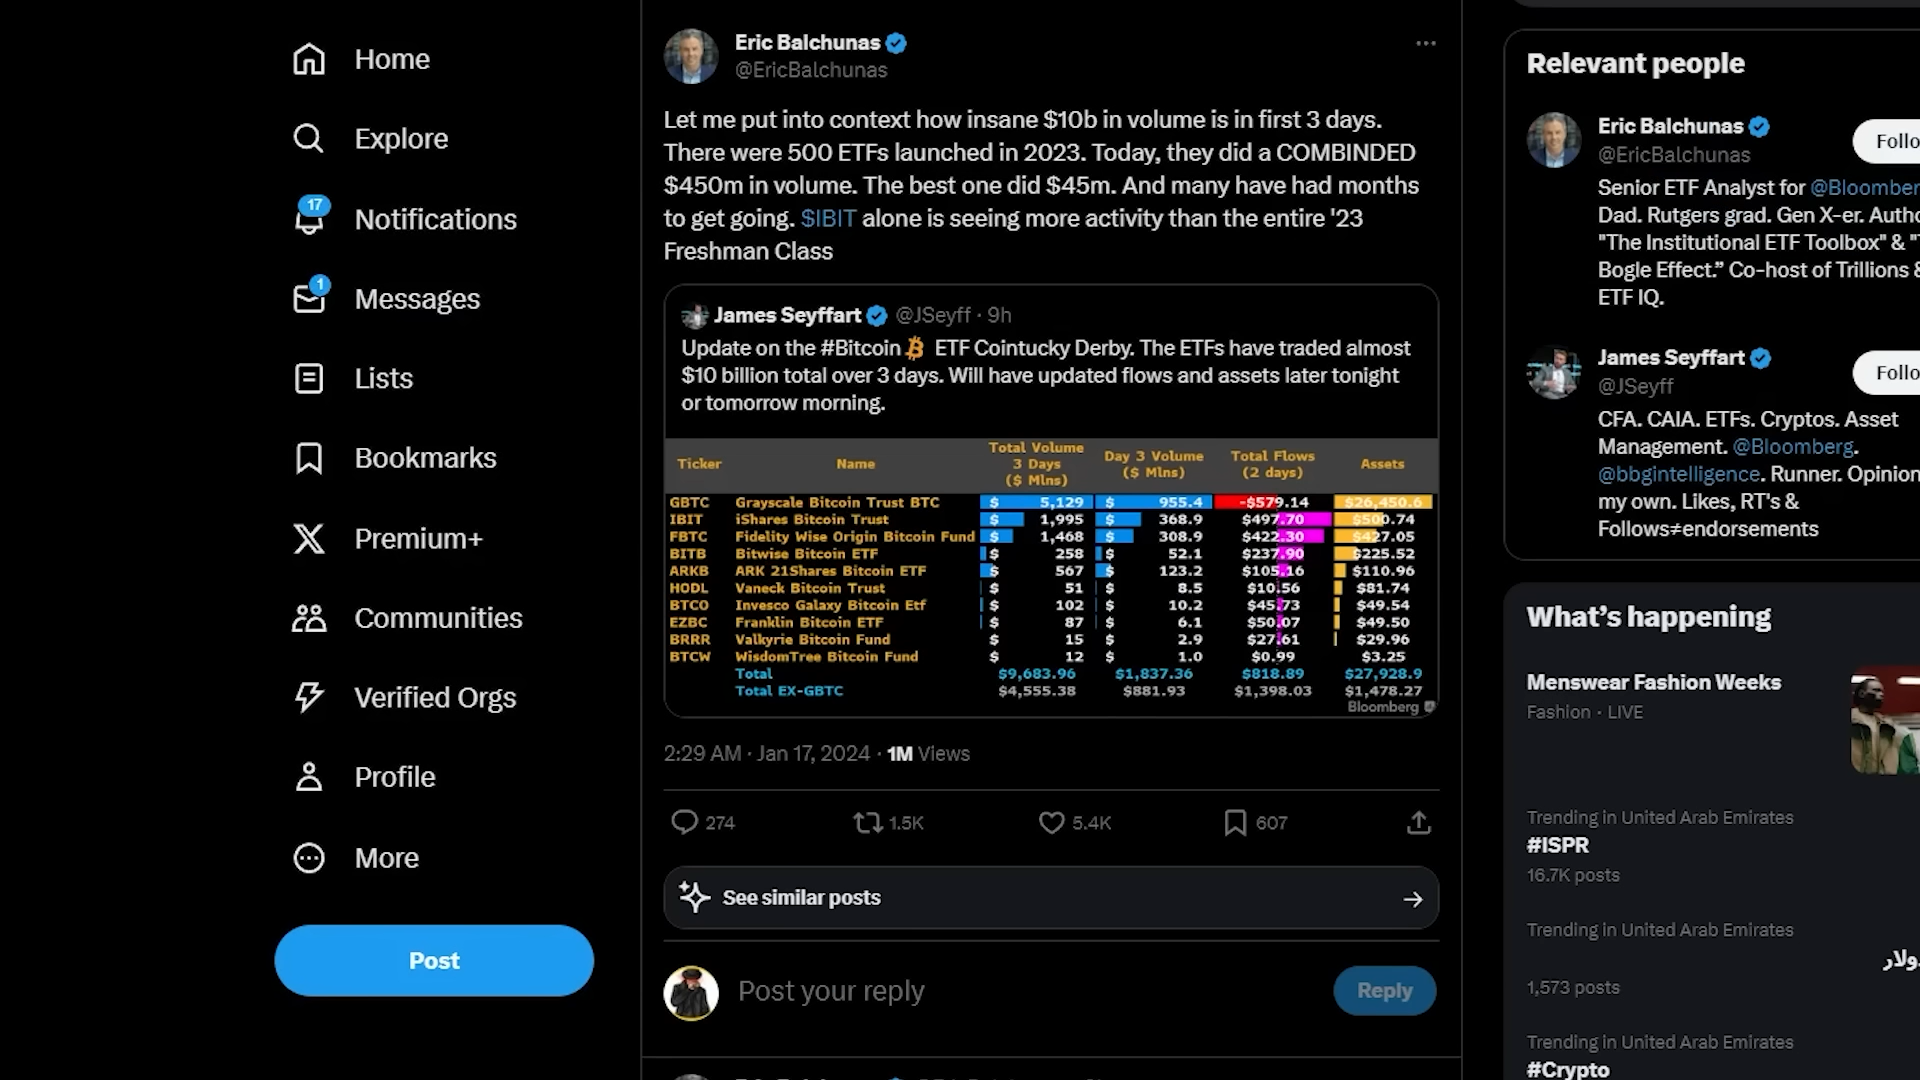 Home
Explore
17
Notifications
1
Messages
Lists
Bookmarks
Premium+
Communities
Verified Orgs
Profile
More
Post
Eric Balchunas
@EricBalchunas
Let me put into context how insane $10b in volume is in first 3 days.
There were 500 ETFs launched in 2023. Today, they did a COMBINDED
$450m in volume. The best one did $45m. And many have had months
to get going. $IBIT alone is seeing more activity than the entire '23
Freshman Class
James Seyffart @JSeyff · 9h
Update on the #Bitcoin ETF Cointucky Derby. The ETFs have traded almost
$10 billion total over 3 days. Will have updated flows and assets later tonight
or tomorrow morning.
Ticker Name Total Volume 3 Days ($ Mlns) Day 3 Volume ($ Mlns) Total Flows (2 days) Assets
GBTC Grayscale Bitcoin Trust BTC $ 5,129 $ 955.4 -$579.14 $26,450.6
IBIT iShares Bitcoin Trust $ 1,995 $ 368.9 $497.70 $500.74
FBTC Fidelity Wise Origin Bitcoin Fund $ 1,468 $ 308.9 $422.30 $427.05
BITB Bitwise Bitcoin ETF $ 258 $ 52.1 $237.90 $225.52
ARKB ARK 21Shares Bitcoin ETF $ 567 $ 123.2 $105.16 $110.96
HODL Vaneck Bitcoin Trust $ 51 $ 8.5 $10.56 $81.74
BTCO Invesco Galaxy Bitcoin Etf $ 102 $ 10.2 $45.73 $49.54
EZBC Franklin Bitcoin ETF $ 87 $ 6.1 $50.07 $49.50
BRRR Valkyrie Bitcoin Fund $ 15 $ 2.9 $27.61 $29.96
BTCW WisdomTree Bitcoin Fund $ 12 $ 1.0 $0.99 $3.25
Total $9,683.96 $1,837.36 $818.89 $27,928.9
Total EX-GBTC $4,555.38 $881.93 $1,398.03 $1,478.27
Bloomberg
2:29 AM · Jan 17, 2024 · 1M Views
274 1.5K 5.4K 607
See similar posts
Post your reply
Reply
Relevant people
Eric Balchunas
@EricBalchunas
Follo
Senior ETF Analyst for @Bloomber
Dad. Rutgers grad. Gen X-er. Autho
"The Institutional ETF Toolbox" & "
Bogle Effect.” Co-host of Trillions &
ETF IQ.
James Seyffart
@JSeyff
Follo
CFA. CAIA. ETFs. Cryptos. Asset
Management. @Bloomberg.
@bbgintelligence. Runner. Opinion
my own. Likes, RT's &
Follows≠endorsements
What’s happening
Menswear Fashion Weeks
Fashion · LIVE
Trending in United Arab Emirates
#ISPR
16.7K posts
Trending in United Arab Emirates
1,573 posts
Trending in United Arab Emirates
#Crypto